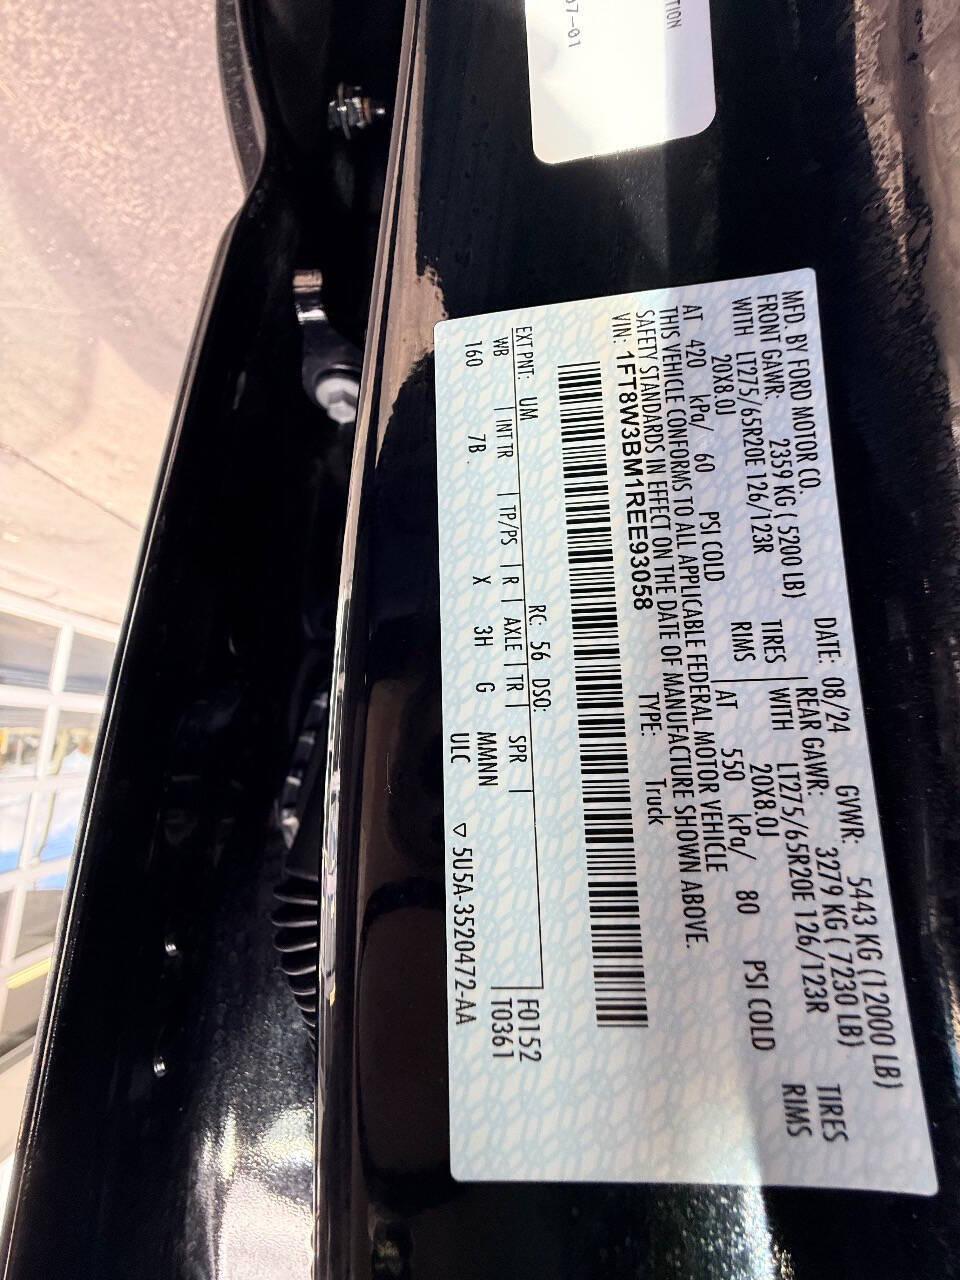 TION
07-01
MFD. BY FORD MOTOR CO.
DATE: 08/24 GVWR: 5443 KG (12000 LB)
FRONT GAWR: 2359 KG ( 5200 LB) REAR GAWR: 3279 KG ( 7230 LB)
WITH LT275/65R20E 126/123R TIRES WITH LT275/65R20E 126/123R TIRES
20X8.0J RIMS 20X8.0J RIMS
AT 420 kPa/ 60 PSI COLD AT 550 kPa/ 80 PSI COLD
THIS VEHICLE CONFORMS TO ALL APPLICABLE FEDERAL MOTOR VEHICLE
SAFETY STANDARDS IN EFFECT ON THE DATE OF MANUFACTURE SHOWN ABOVE.
VIN: 1FT8W3BM1REE93058 TYPE: Truck
EXT PNT: UM RC: 56 DSO: F0152
WB | INT TR | TP/PS | R | AXLE | TR | SPR | T0361
160 7B X 3H G MMNN
ULC ▽ 5U5A-3520472-AA